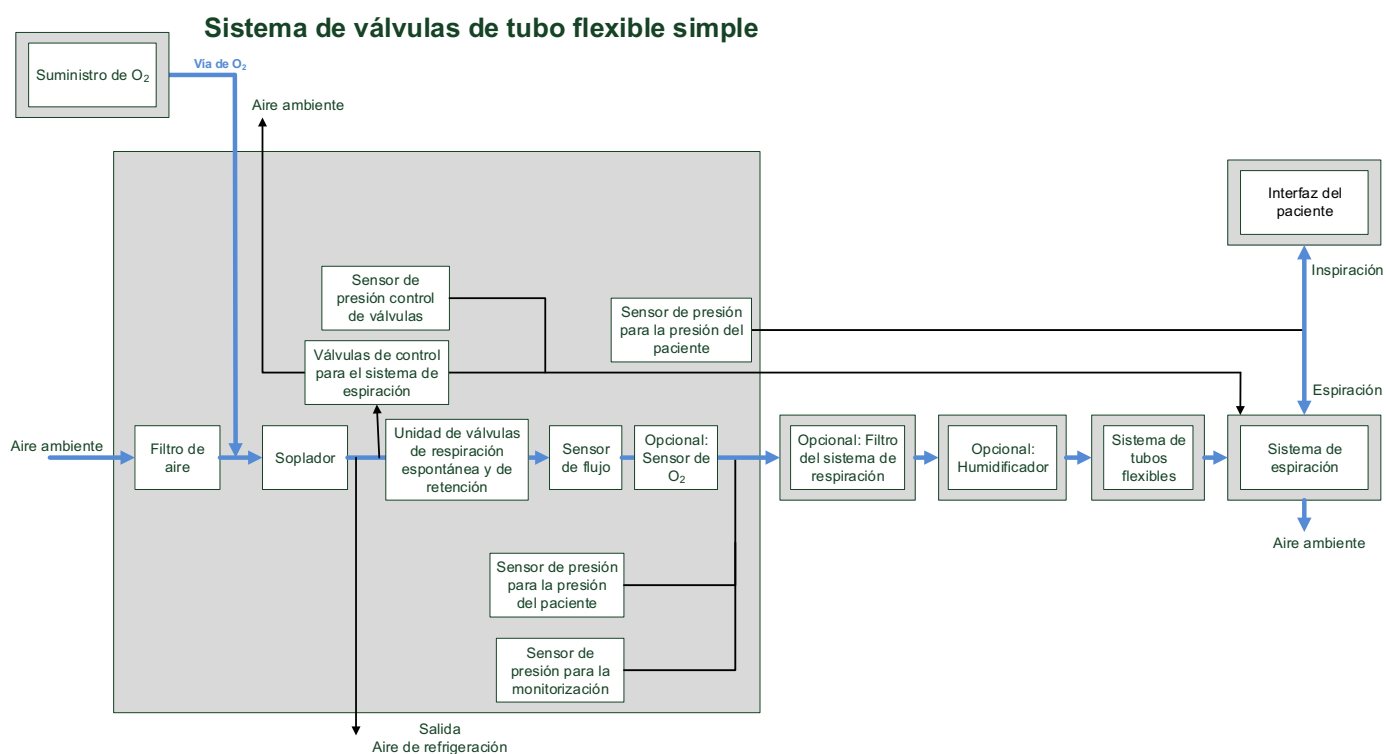 Sistema de válvulas de tubo flexible simple
Suministro de O₂
Via de O₂
Aire ambiente
Interfaz del
paciente
Inspiración
Sensor de
presión control
de válvulas
Sensor de presión
para la presión del
paciente
Válvulas de control
para el sistema de
espiración
Espiración
Aire ambiente
Filtro de
aire
Soplador
Unidad de válvulas
de respiración
espontánea y de
retención
Sensor
de flujo
Opcional:
Sensor de
O₂
Opcional: Filtro
del sistema de
respiración
Opcional:
Humidificador
Sistema de
tubos
flexibles
Sistema de
espiración
Aire ambiente
Sensor de presión
para la presión
del paciente
Sensor de
presión para la
monitorización
Salida
Aire de refrigeración